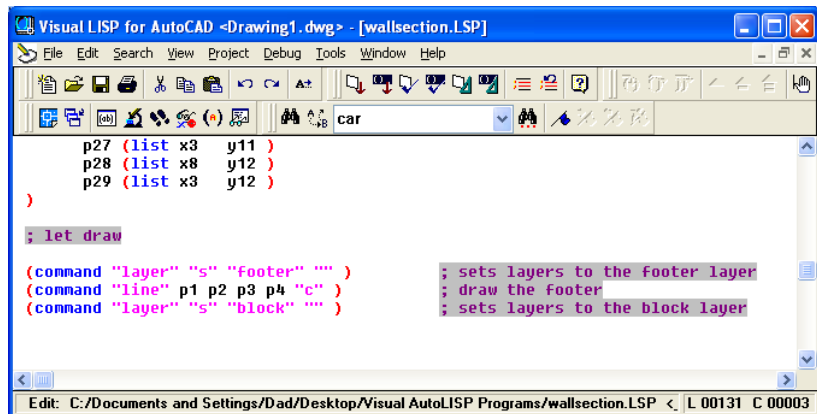 Visual LISP for AutoCAD <Drawing1.dwg> - [wallsection.LSP]
File Edit Search View Project Debug Tools Window Help
car
p27 (list x3 y11 )
p28 (list x8 y12 )
p29 (list x3 y12 )
)
; let draw
(command "layer" "s" "footer" "" ) ; sets layers to the footer layer
(command "line" p1 p2 p3 p4 "c" ) ; draw the footer
(command "layer" "s" "block" "" ) ; sets layers to the block layer
Edit: C:/Documents and Settings/Dad/Desktop/Visual AutoLISP Programs/wallsection.LSP < L 00131 C 00003